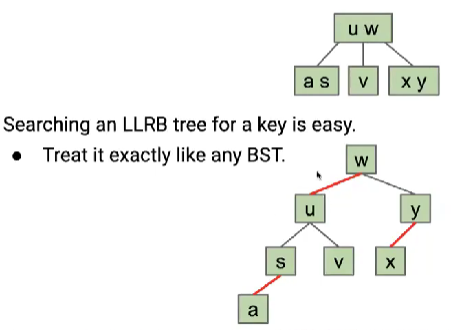 u w
a s v x y
Searching an LLRB tree for a key is easy.
● Treat it exactly like any BST.
w
u y
s v x
a